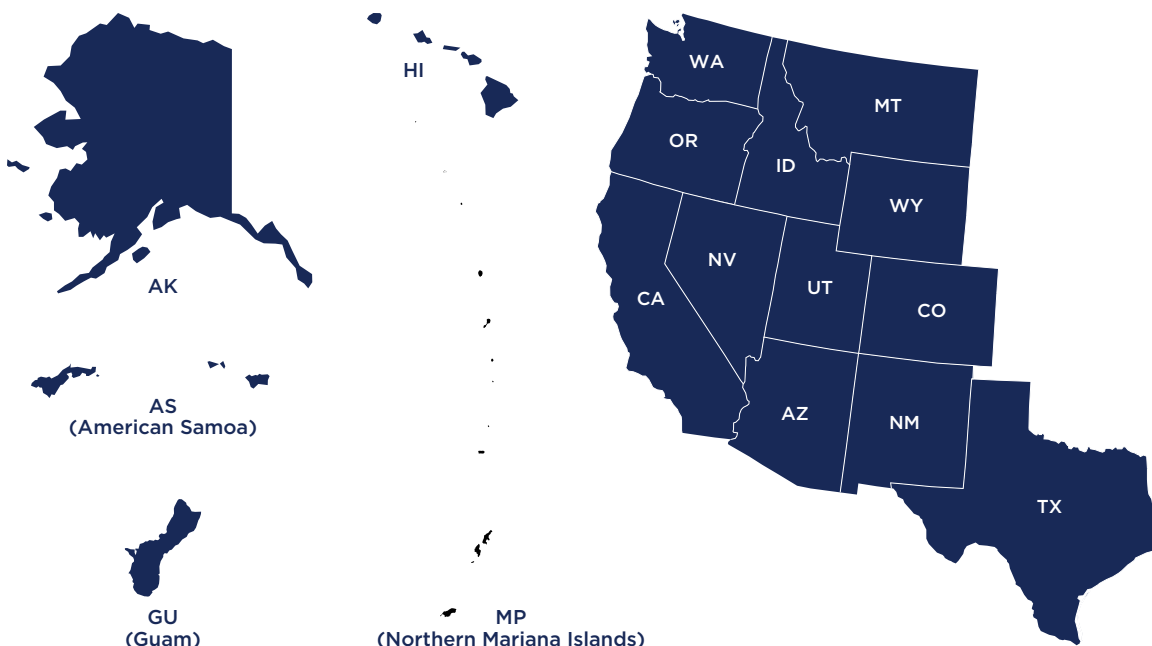 WA
HI
MT
OR
ID
WY
NV
AK
UT
CA
CO
AS
(American Samoa)
AZ
NM
TX
GU
(Guam)
MP
(Northern Mariana Islands)